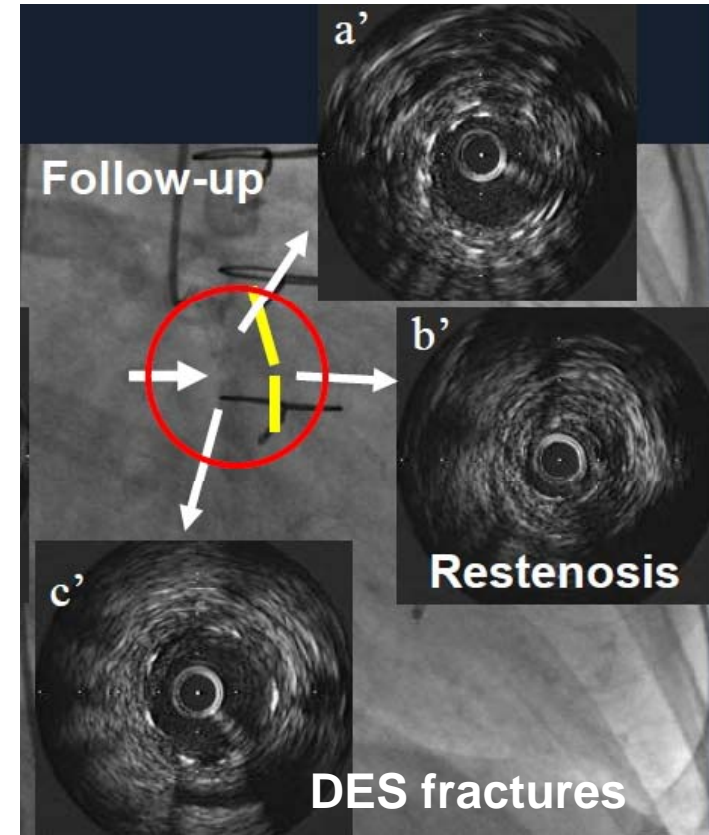 a’
Follow-up
b’
Restenosis
c’
DES fractures